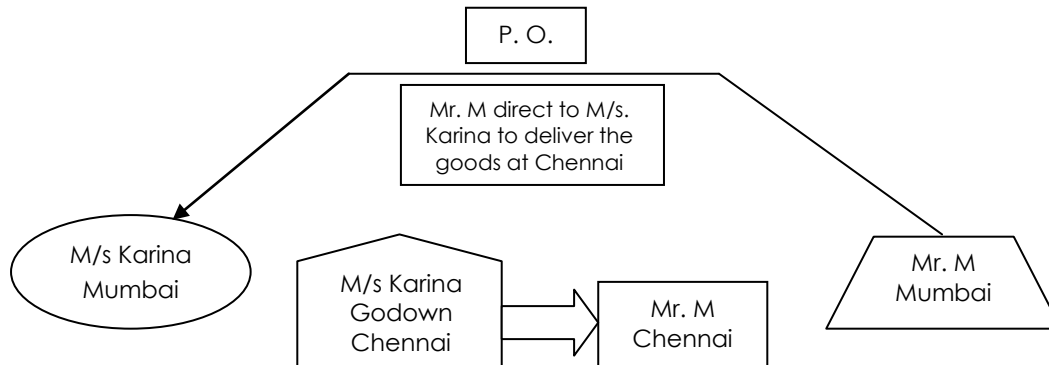 P. O.
Mr. M direct to M/s.
Karina to deliver the
goods at Chennai
M/s Karina
Mumbai
M/s Karina
Godown
Chennai
Mr. M
Chennai
Mr. M
Mumbai